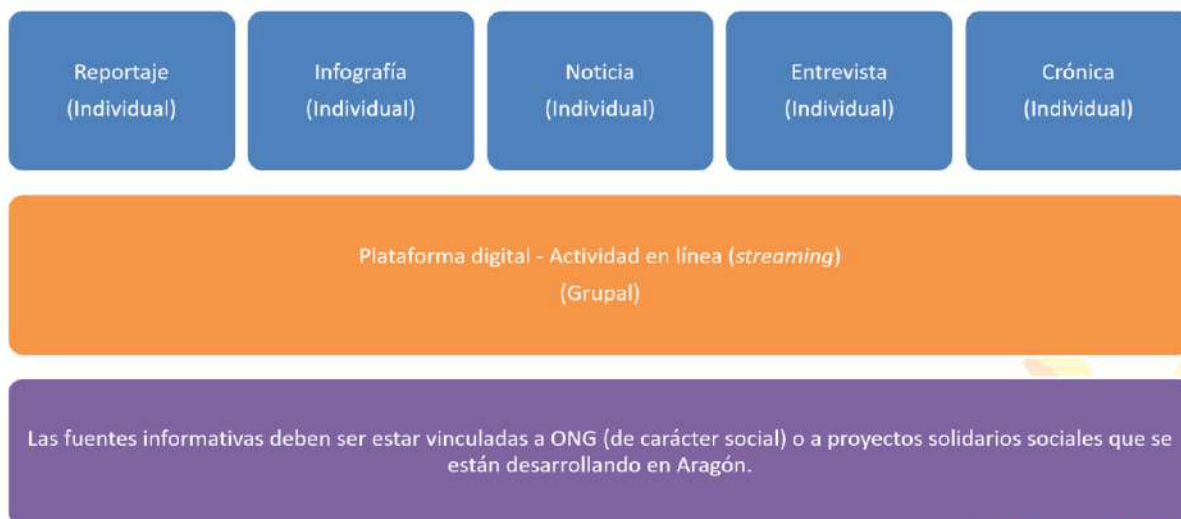 Reportaje
(Individual)
Infografía
(Individual)
Noticia
(Individual)
Entrevista
(Individual)
Crónica
(Individual)
Plataforma digital - Actividad en línea (streaming)
(Grupal)
Las fuentes informativas deben ser estar vinculadas a ONG (de carácter social) o a proyectos solidarios sociales que se
están desarrollando en Aragón.